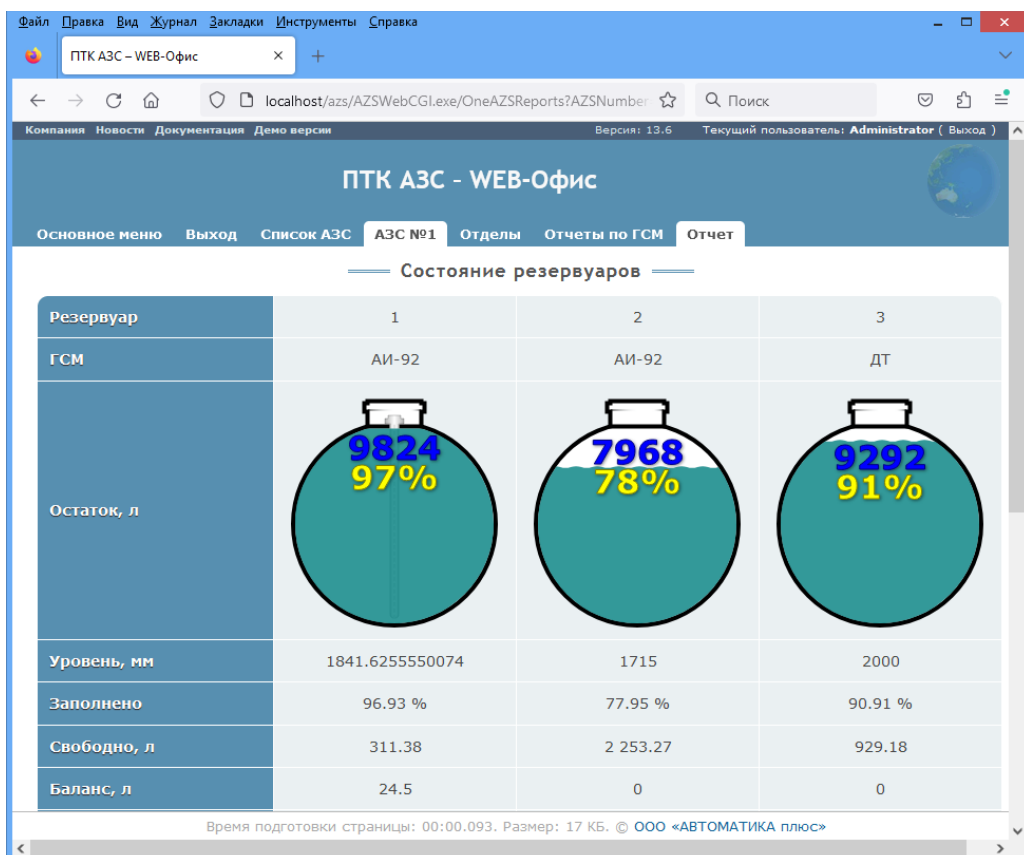 Файл Правка Вид Журнал Закладки Инструменты Справка
ПТК АЗС – WEB-Офис
localhost/azs/AZSWebCGI.exe/OneAZSReports?AZSNumber
Поиск
Компания Новости Документация Демо версии Версия: 13.6 Текущий пользователь: Administrator ( Выход )
ПТК АЗС – WEB-Офис
Основное меню Выход Список АЗС АЗС №1 Отделы Отчеты по ГСМ Отчет
Состояние резервуаров
Резервуар 1 2 3
ГСМ АИ-92 АИ-92 ДТ
Остаток, л
9824 7968 9292
97% 78% 91%
Уровень, мм 1841.6255550074 1715 2000
Заполнено 96.93 % 77.95 % 90.91 %
Свободно, л 311.38 2 253.27 929.18
Баланс, л 24.5 0 0
Время подготовки страницы: 00:00.093. Размер: 17 КБ. © ООО «АВТОМАТИКА плюс»